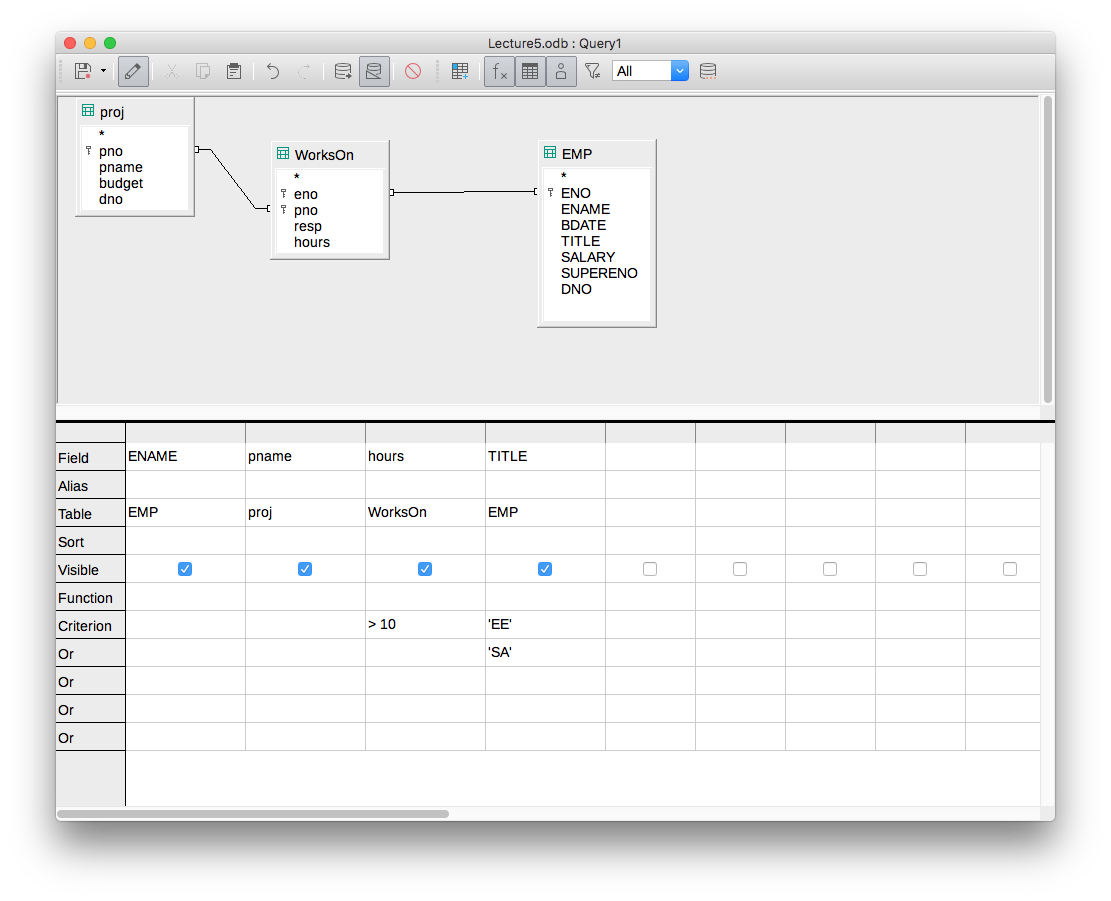 Lecture5.odb : Query1
All
proj
*
pno
pname
budget
dno
WorksOn
*
eno
pno
resp
hours
EMP
*
ENO
ENAME
BDATE
TITLE
SALARY
SUPERENO
DNO
Field ENAME pname hours TITLE
Alias
Table EMP proj WorksOn EMP
Sort
Visible
Function
Criterion > 10 'EE'
Or 'SA'
Or
Or
Or